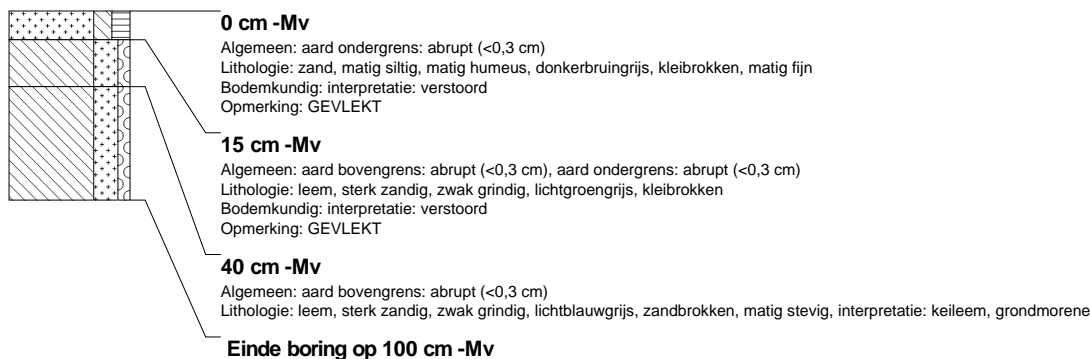 0 cm -Mv
Algemeen: aard ondergrens: abrupt (<0,3 cm)
Lithologie: zand, matig siltig, matig humeus, donkerbruingrijs, kleibrokken, matig fijn
Bodemkundig: interpretatie: verstoord
Opmerking: GEVLEKT
15 cm -Mv
Algemeen: aard bovengrens: abrupt (<0,3 cm), aard ondergrens: abrupt (<0,3 cm)
Lithologie: leem, sterk zandig, zwak grindig, lichtgroengrijs, kleibrokken
Bodemkundig: interpretatie: verstoord
Opmerking: GEVLEKT
40 cm -Mv
Algemeen: aard bovengrens: abrupt (<0,3 cm)
Lithologie: leem, sterk zandig, zwak grindig, lichtblauwgrijs, zandbrokken, matig stevig, interpretatie: keileem, grondmorene
Einde boring op 100 cm -Mv